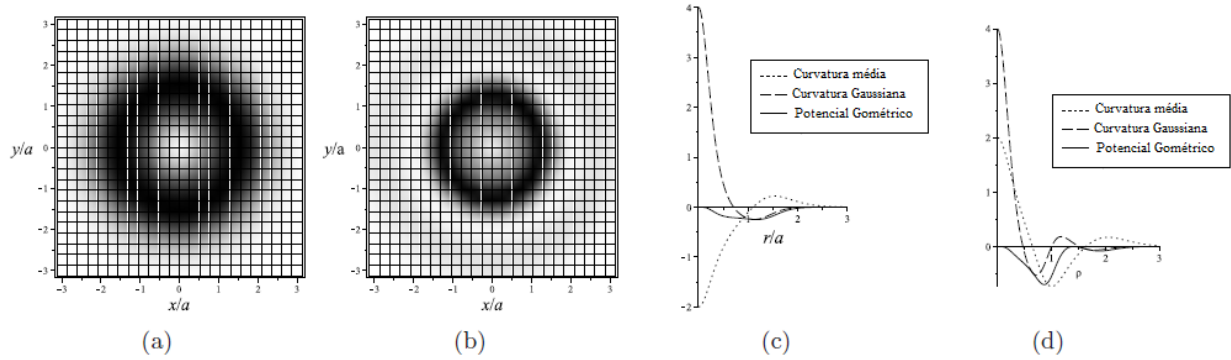 3
2
1
y/a
0
-1
-2
-3
-3 -2 -1 0 1 2 3
x/a
(a)
3
2
1
y/a
0
-1
-2
-3
-3 -2 -1 0 1 2 3
x/a
(b)
4
3
2
1
0
-1
-2
1 2 3
r/a
Curvatura média
Curvatura Gaussiana
Potencial Gométrico
(c)
4
3
2
1
0
1 2 3
ρ
Curvatura média
Curvatura Gaussiana
Potencial Gométrico
(d)